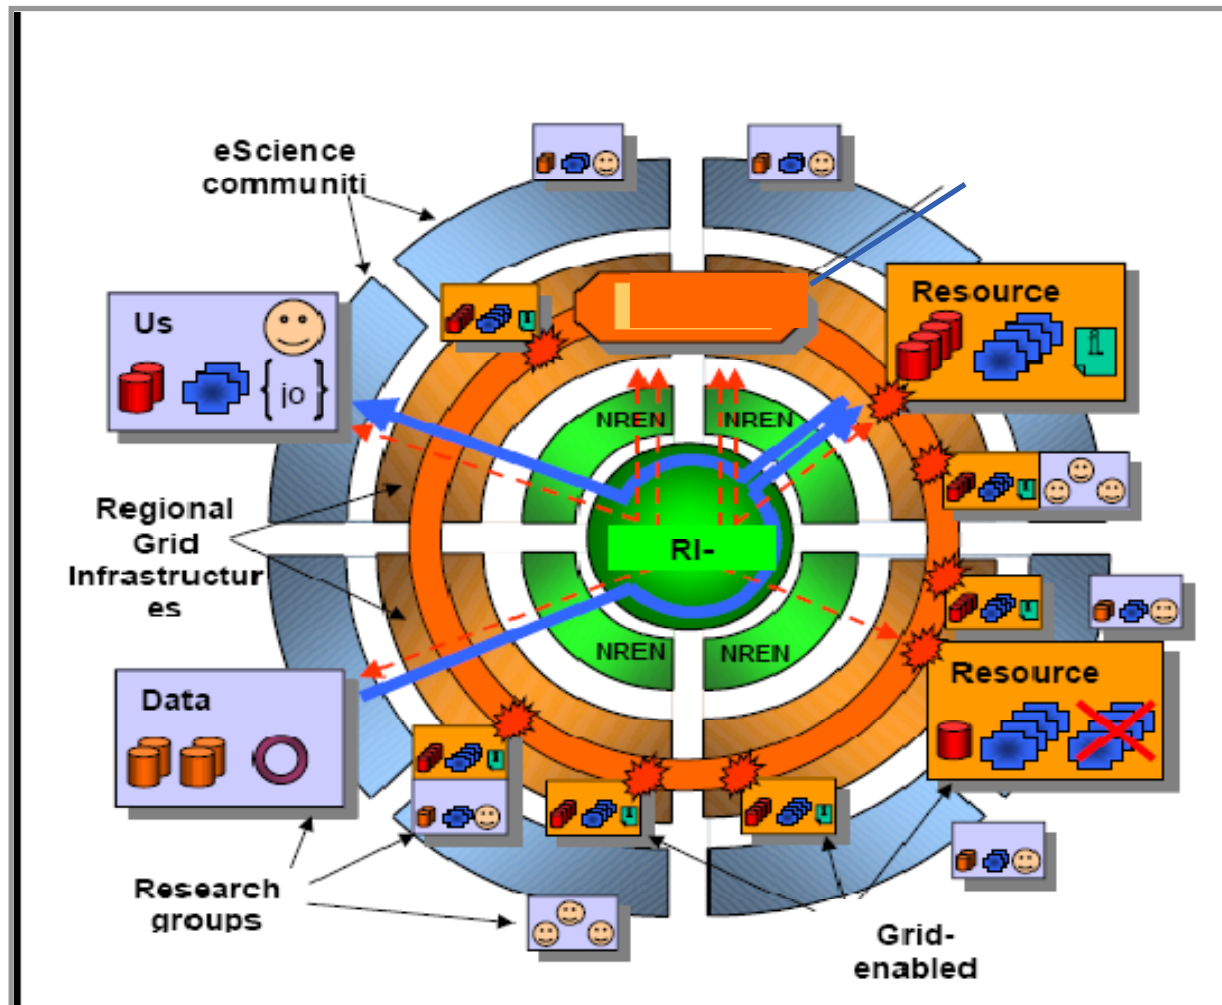 eScience
communiti
Us
{ jo }
Resource
i
NREN
NREN
Regional
Grid
Infrastructur
es
RI-
NREN
NREN
Data
Resource
Research
groups
Grid-
enabled